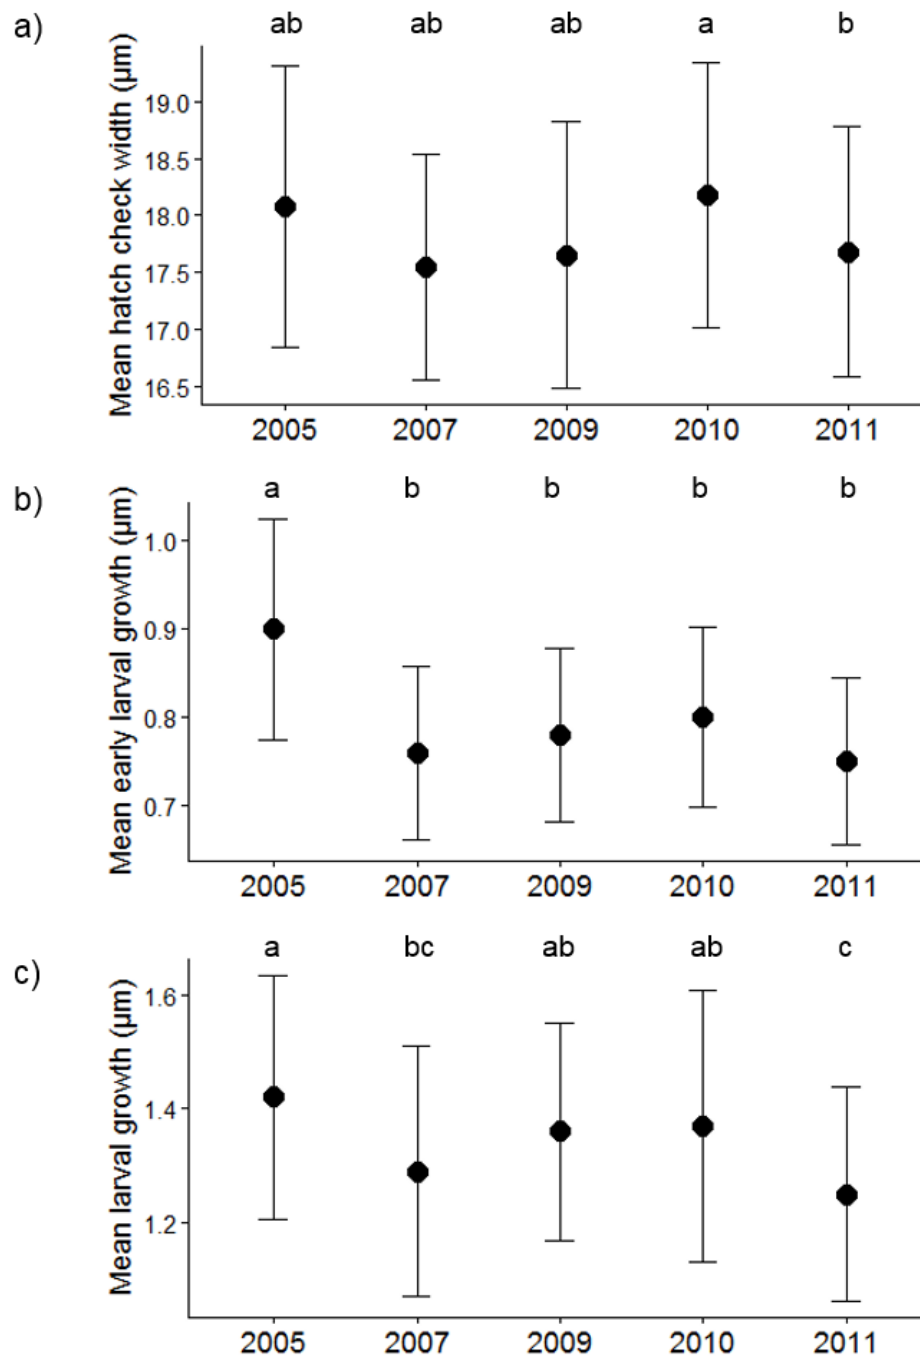 a)
ab ab ab a b
Mean hatch check width (µm)
19.0
18.5
18.0
17.5
17.0
16.5
2005 2007 2009 2010 2011
b)
a b b b b
Mean early larval growth (µm)
1.0
0.9
0.8
0.7
2005 2007 2009 2010 2011
c)
a bc ab ab c
Mean larval growth (µm)
1.6
1.4
1.2
2005 2007 2009 2010 2011